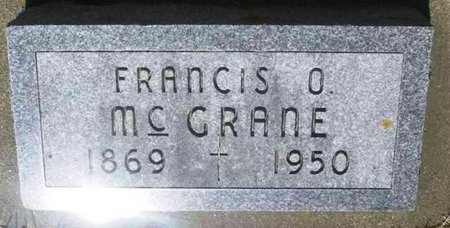 FRANCIS O.
McGRANE
1869 † 1950